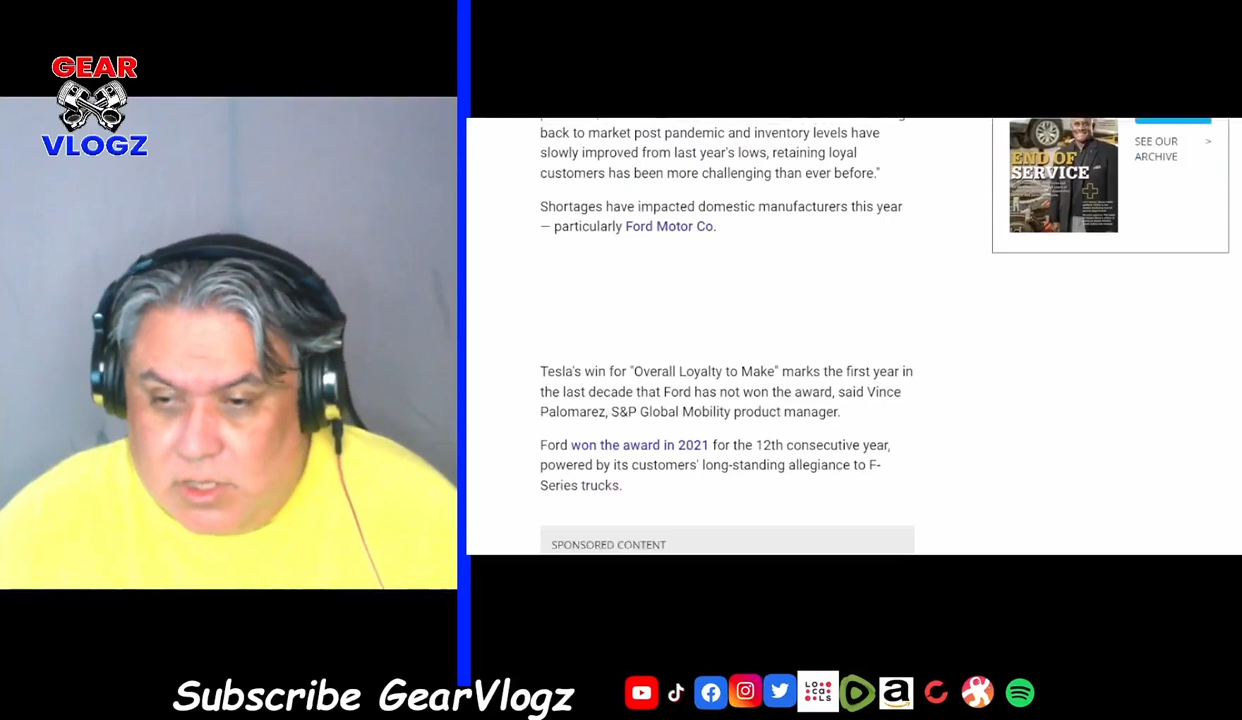 GEAR
VLOGZ
back to market post pandemic and inventory levels have
slowly improved from last year's lows, retaining loyal
customers has been more challenging than ever before."
Shortages have impacted domestic manufacturers this year
— particularly Ford Motor Co.
Tesla's win for "Overall Loyalty to Make" marks the first year in
the last decade that Ford has not won the award, said Vince
Palomarez, S&P Global Mobility product manager.
Ford won the award in 2021 for the 12th consecutive year,
powered by its customers' long-standing allegiance to F-
Series trucks.
SPONSORED CONTENT
END OF
SERVICE
SEE OUR >
ARCHIVE
Subscribe GearVlogz
LO
CA
LS
a